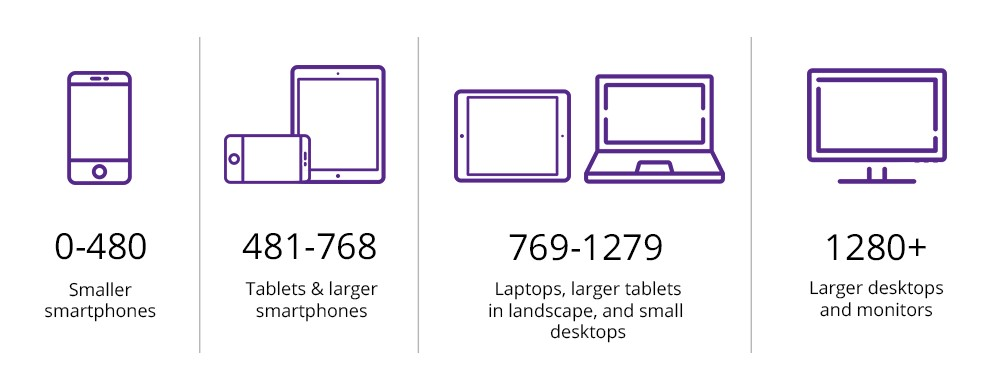 0-480
Smaller
smartphones
481-768
Tablets & larger
smartphones
769-1279
Laptops, larger tablets
in landscape, and small
desktops
1280+
Larger desktops
and monitors